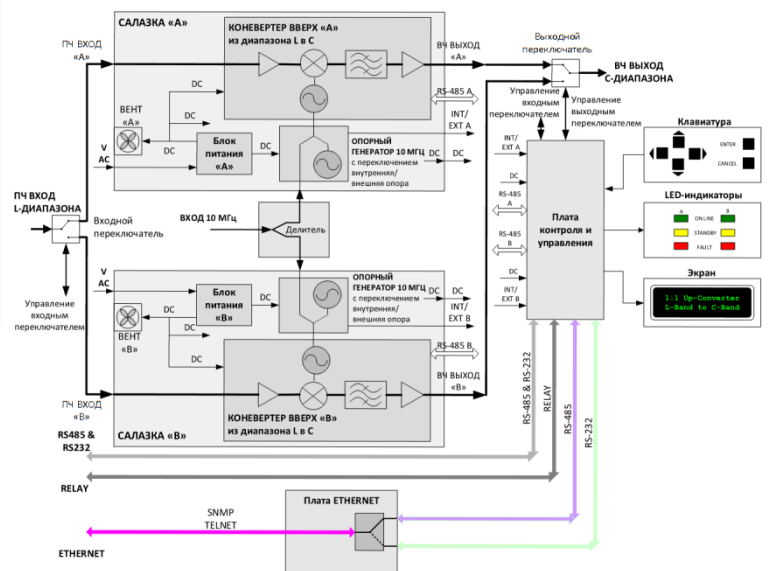 САЛАЗКА «А»
КОНЕВЕРТЕР ВВЕРХ «А»
из диапазона L в C
ПЧ ВХОД
«А»
ВЕНТ
«А»
DC
DC
DC
Блок
питания
«А»
DC
V
AC
ОПОРНЫЙ
ГЕНЕРАТОР 10 МГЦ
с переключением
внутренняя/
внешняя опора
ВЧ ВЫХОД
«А»
RS-485 A
INT/
EXT A
DC
DC
Выходной
переключатель
ВЧ ВЫХОД
С-ДИАПАЗОНА
Управление
входным
переключателем
Управление
выходным
переключателем
ПЧ ВХОД
L-ДИАПАЗОНА
Входной
переключатель
Управление
входным
переключателем
ВХОД 10 МГц
Делитель
INT/
EXT A
DC
RS-485
A
RS-485
B
DC
INT/
EXT B
Плата
контроля и
управления
Клавиатура
ENTER
CANCEL
LED-индикаторы
A
B
ON LINE
STANDBY
FAULT
Экран
1:1 Up-Converter
L-Band to C-Band
V
AC
ВЕНТ
«В»
DC
DC
DC
Блок
питания
«В»
DC
ОПОРНЫЙ
ГЕНЕРАТОР 10 МГЦ
с переключением
внутренняя/
внешняя опора
DC
DC
INT/
EXT B
RS-485 B
ВЧ ВЫХОД
«В»
ПЧ ВХОД
«В»
КОНЕВЕРТЕР ВВЕРХ «В»
из диапазона L в C
САЛАЗКА «В»
RS485 &
RS232
RELAY
RS-485 & RS-232
RELAY
RS-485
RS-232
Плата ETHERNET
SNMP
TELNET
ETHERNET